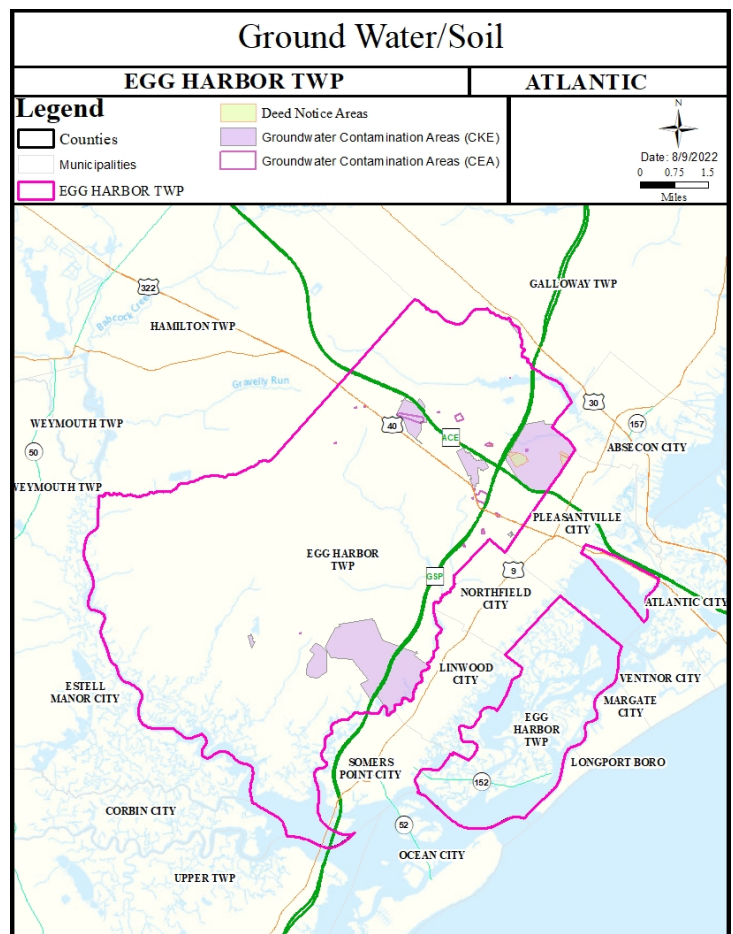 Ground Water/Soil
EGG HARBOR TWP
ATLANTIC
Legend
Counties
Municipalities
EGG HARBOR TWP
Deed Notice Areas
Groundwater Contamination Areas (CKE)
Groundwater Contamination Areas (CEA)
N
Date: 8/9/2022
0 0.75 1.5
Miles
GALLOWAY TWP
322
Babcock Creek
HAMILTON TWP
Gravelly Run
30
WEYMOUTH TWP
40
157
ACE
50
ABSECON CITY
WEYMOUTH TWP
PLEASANTVILLE
CITY
EGG HARBOR
TWP
9
GSP
NORTHFIELD
CITY
ATLANTIC CITY
LINWOOD
CITY
VENTNOR CITY
ESTELL
MANOR CITY
MARGATE
CITY
EGG
HARBOR
TWP
SOMERS
POINT CITY
LONGPORT BORO
152
CORBIN CITY
52
OCEAN CITY
UPPER TWP